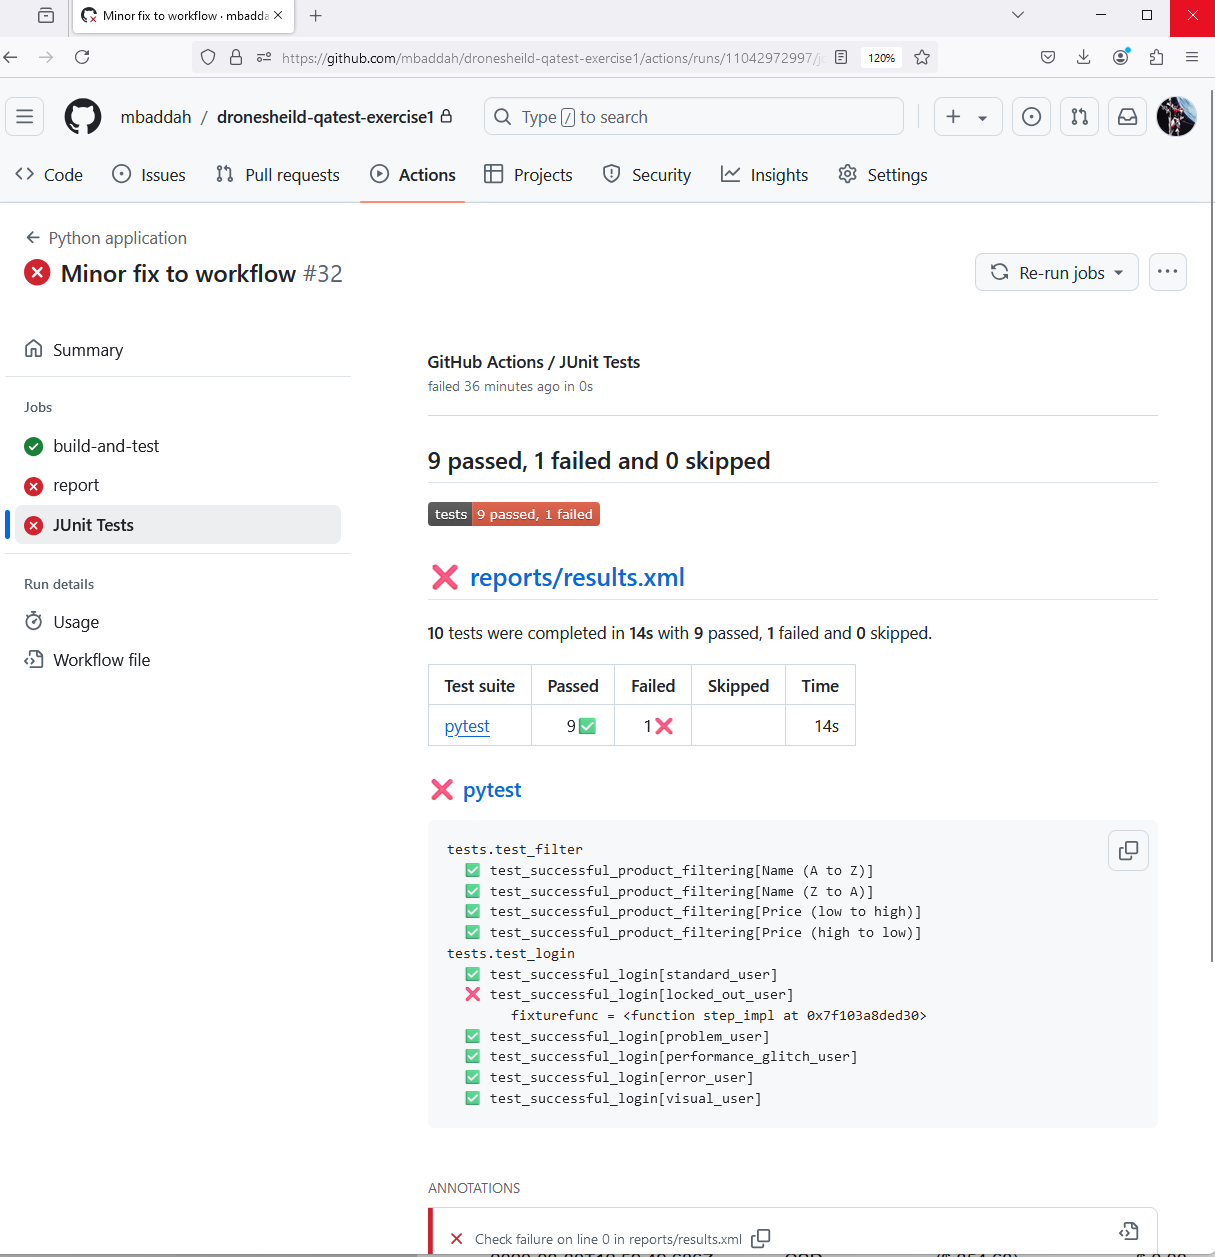 Minor fix to workflow · mbadda
https://github.com/mbaddah/dronesheild-qatest-exercise1/actions/runs/11042972997/j
120%
mbaddah / dronesheild-qatest-exercise1
Type / to search
Code
Issues
Pull requests
Actions
Projects
Security
Insights
Settings
Python application
Minor fix to workflow #32
Re-run jobs
Summary
Jobs
build-and-test
report
JUnit Tests
Run details
Usage
Workflow file
GitHub Actions / JUnit Tests
failed 36 minutes ago in 0s
9 passed, 1 failed and 0 skipped
tests 9 passed, 1 failed
❌ reports/results.xml
10 tests were completed in 14s with 9 passed, 1 failed and 0 skipped.
Test suite Passed Failed Skipped Time
pytest 9✅ 1❌ 14s
❌ pytest
tests.test_filter
✅ test_successful_product_filtering[Name (A to Z)]
✅ test_successful_product_filtering[Name (Z to A)]
✅ test_successful_product_filtering[Price (low to high)]
✅ test_successful_product_filtering[Price (high to low)]
tests.test_login
✅ test_successful_login[standard_user]
❌ test_successful_login[locked_out_user]
fixturefunc = <function step_impl at 0x7f103a8ded30>
✅ test_successful_login[problem_user]
✅ test_successful_login[performance_glitch_user]
✅ test_successful_login[error_user]
✅ test_successful_login[visual_user]
ANNOTATIONS
Check failure on line 0 in reports/results.xml